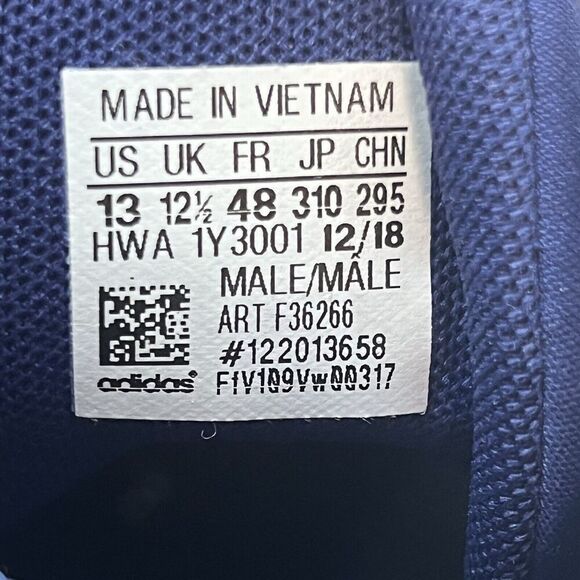 MADE IN VIETNAM
US UK FR JP CHN
13 12½ 48 310 295
HWA 1Y3001 12/18
MALE/MÂLE
ART F36266
#122013658
adidas® F1V109Vw00317